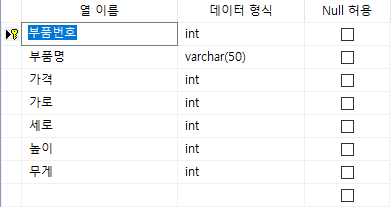 열 이름 데이터 형식 Null 허용
부품번호 int
부품명 varchar(50)
가격 int
가로 int
세로 int
높이 int
무게 int